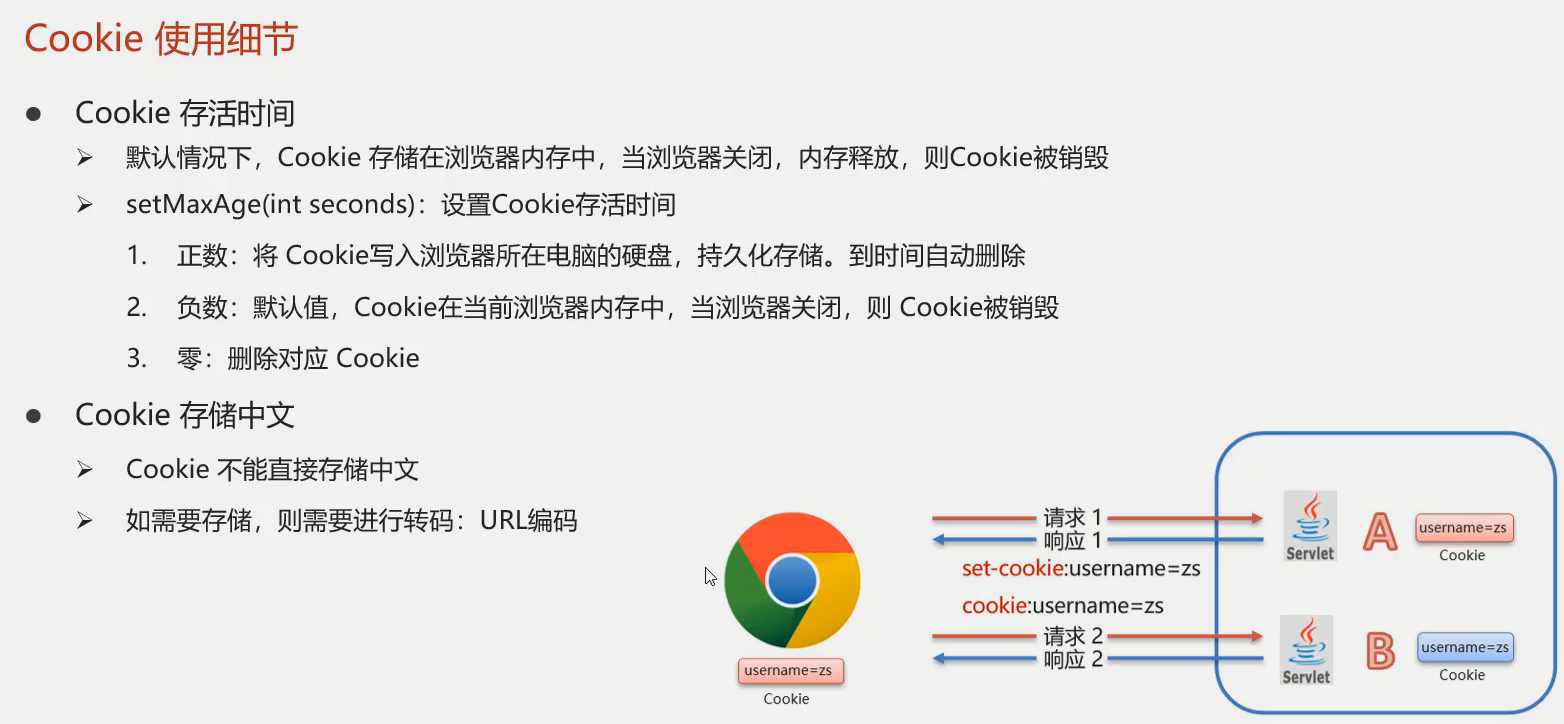 Cookie 使用细节
● Cookie 存活时间
➢ 默认情况下，Cookie 存储在浏览器内存中，当浏览器关闭，内存释放，则Cookie被销毁
➢ setMaxAge(int seconds)：设置Cookie存活时间
1. 正数：将 Cookie写入浏览器所在电脑的硬盘，持久化存储。到时间自动删除
2. 负数：默认值，Cookie在当前浏览器内存中，当浏览器关闭，则 Cookie被销毁
3. 零：删除对应 Cookie
● Cookie 存储中文
➢ Cookie 不能直接存储中文
➢ 如需要存储，则需要进行转码：URL编码
username=zs
Cookie
请求 1
响应 1
set-cookie:username=zs
cookie:username=zs
请求 2
响应 2
Servlet
A
username=zs
Cookie
Servlet
B
username=zs
Cookie